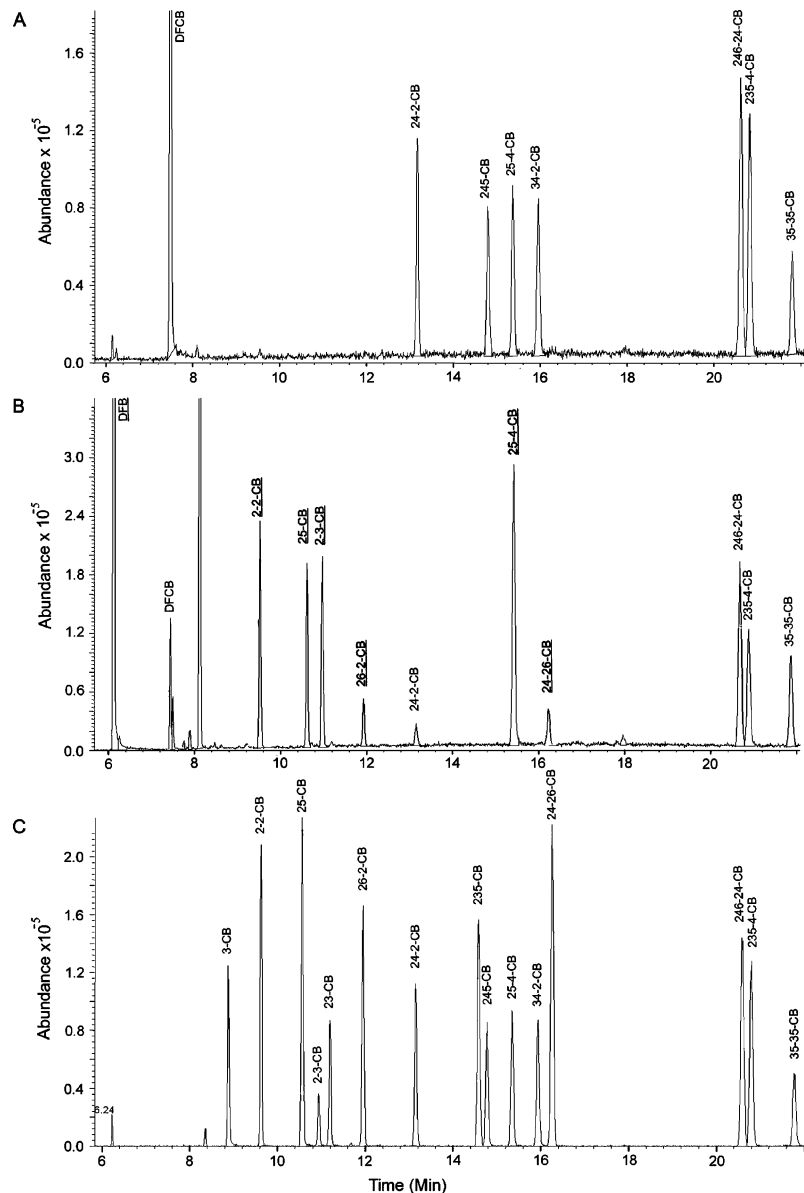 A
Abundance x 10⁻⁵
1.6
1.2
0.8
0.4
0.0
DFCB
24-2-CB
245-CB
25-4-CB
34-2-CB
246-24-CB
235-4-CB
35-35-CB
6 8 10 12 14 16 18 20
B
Abundance x 10⁻⁵
3.0
2.4
1.8
1.2
0.6
0.0
DFB
DFCB
2-2-CB
25-CB
2-3-CB
26-2-CB
24-2-CB
25-4-CB
24-26-CB
246-24-CB
235-4-CB
35-35-CB
6 8 10 12 14 16 18 20
C
Abundance x10⁻⁵
2.0
1.6
1.2
0.8
0.4
0.0
3-CB
2-2-CB
25-CB
2-3-CB
23-CB
26-2-CB
24-2-CB
235-CB
245-CB
25-4-CB
34-2-CB
24-26-CB
246-24-CB
235-4-CB
35-35-CB
6 8 10 12 14 16 18 20
Time (Min)